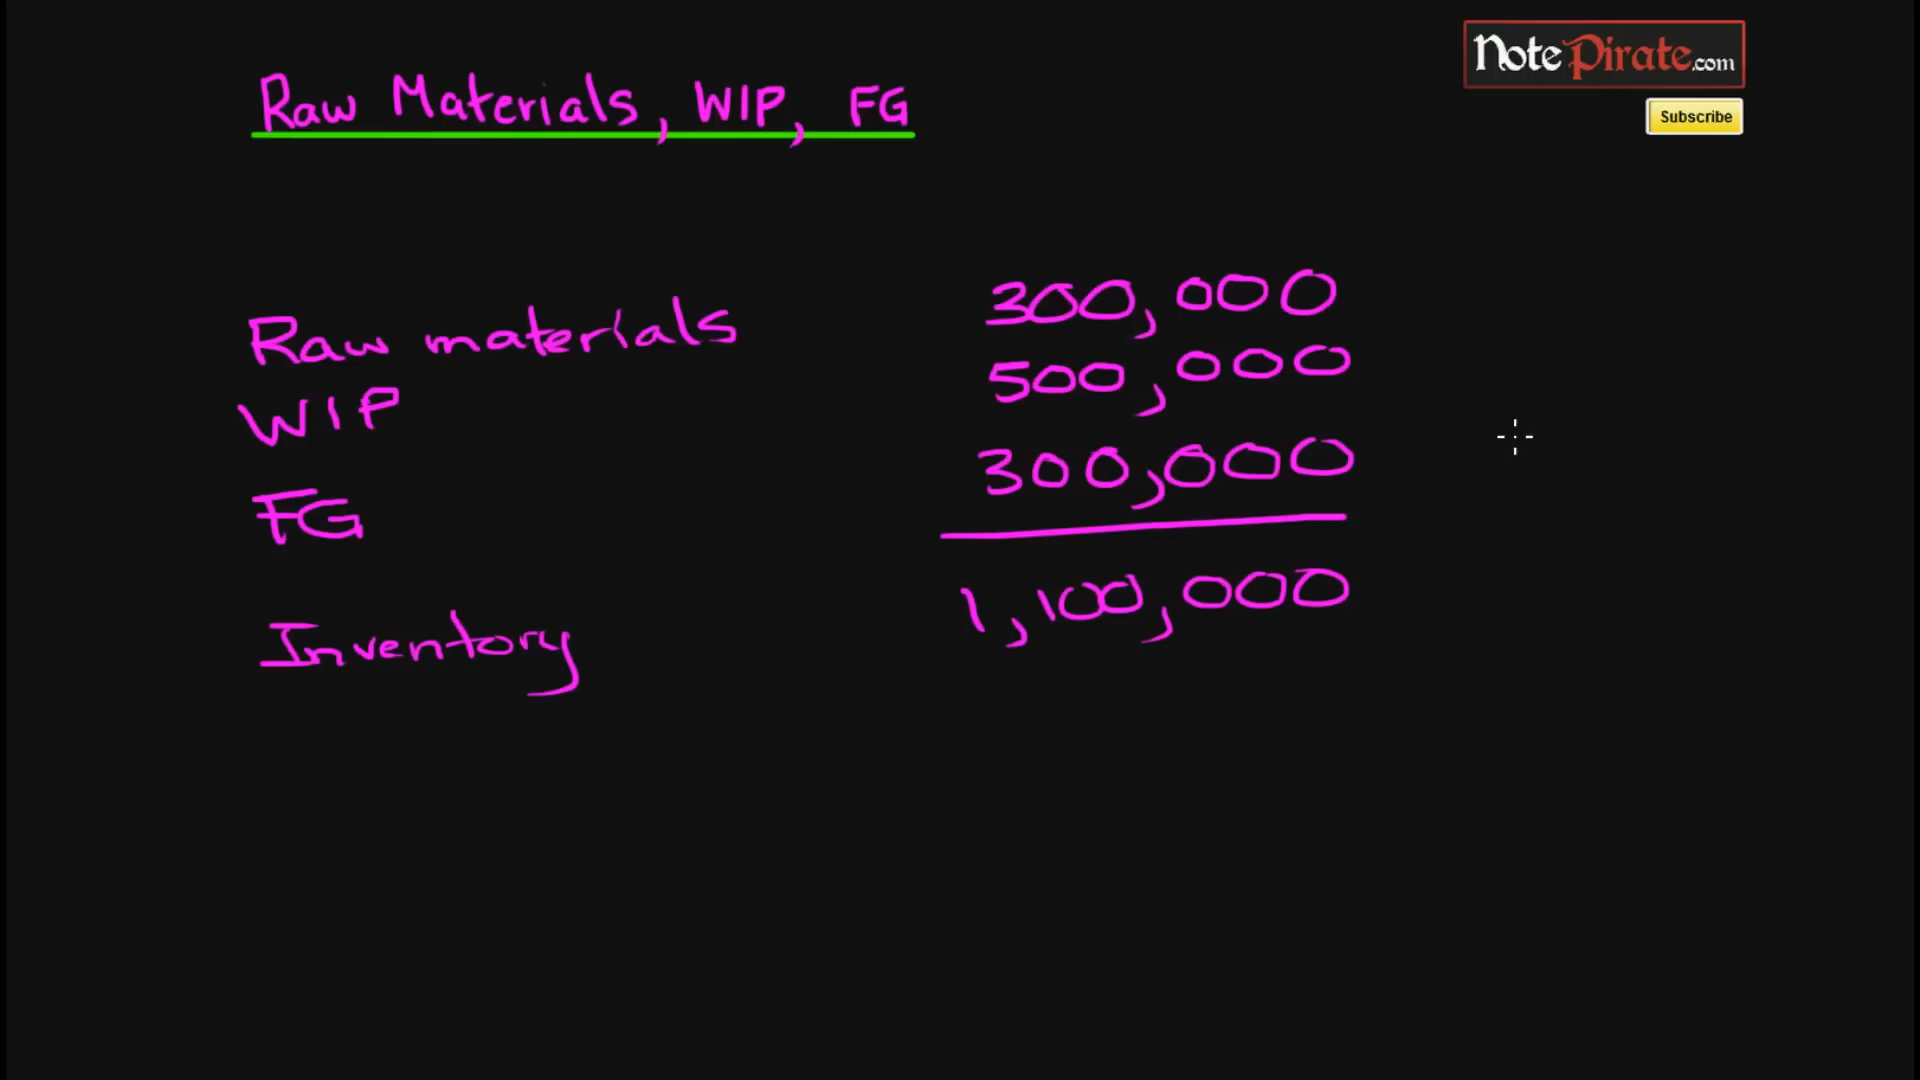 NotePirate.com
Subscribe
Raw Materials, WIP, FG
Raw materials 300,000
WIP 500,000
FG 300,000
Inventory 1,100,000